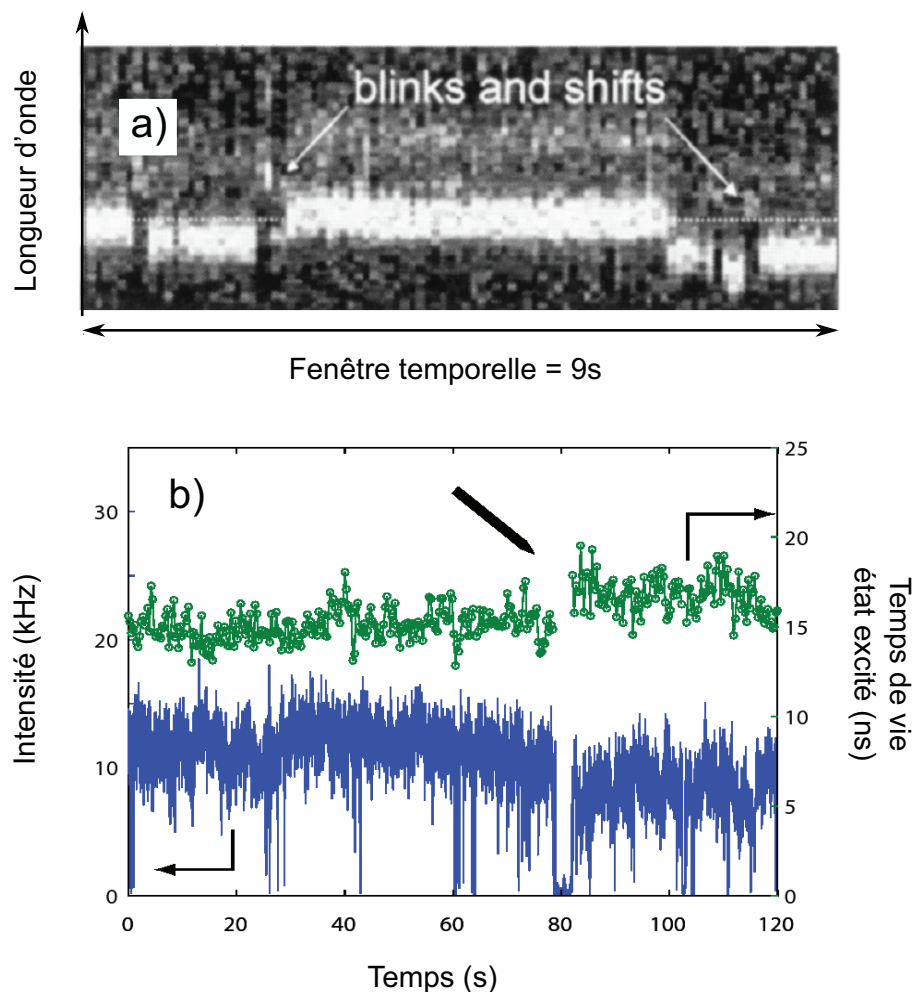 Longueur d'onde
a)
blinks and shifts
Fenêtre temporelle = 9s
b)
Intensité (kHz)
30
20
10
0
25
20
15
10
5
0
Temps de vie
état excité (ns)
0
20
40
60
80
100
120
Temps (s)